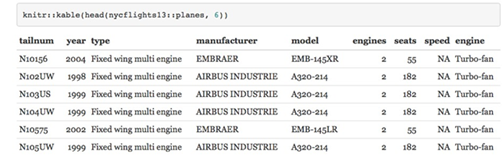 knitr::kable(head(nycflights13::planes, 6))
tailnum year type manufacturer model engines seats speed engine
N10156 2004 Fixed wing multi engine EMBRAER EMB-145XR 2 55 NA Turbo-fan
N102UW 1998 Fixed wing multi engine AIRBUS INDUSTRIE A320-214 2 182 NA Turbo-fan
N103US 1999 Fixed wing multi engine AIRBUS INDUSTRIE A320-214 2 182 NA Turbo-fan
N104UW 1999 Fixed wing multi engine AIRBUS INDUSTRIE A320-214 2 182 NA Turbo-fan
N10575 2002 Fixed wing multi engine EMBRAER EMB-145LR 2 55 NA Turbo-fan
N105UW 1999 Fixed wing multi engine AIRBUS INDUSTRIE A320-214 2 182 NA Turbo-fan